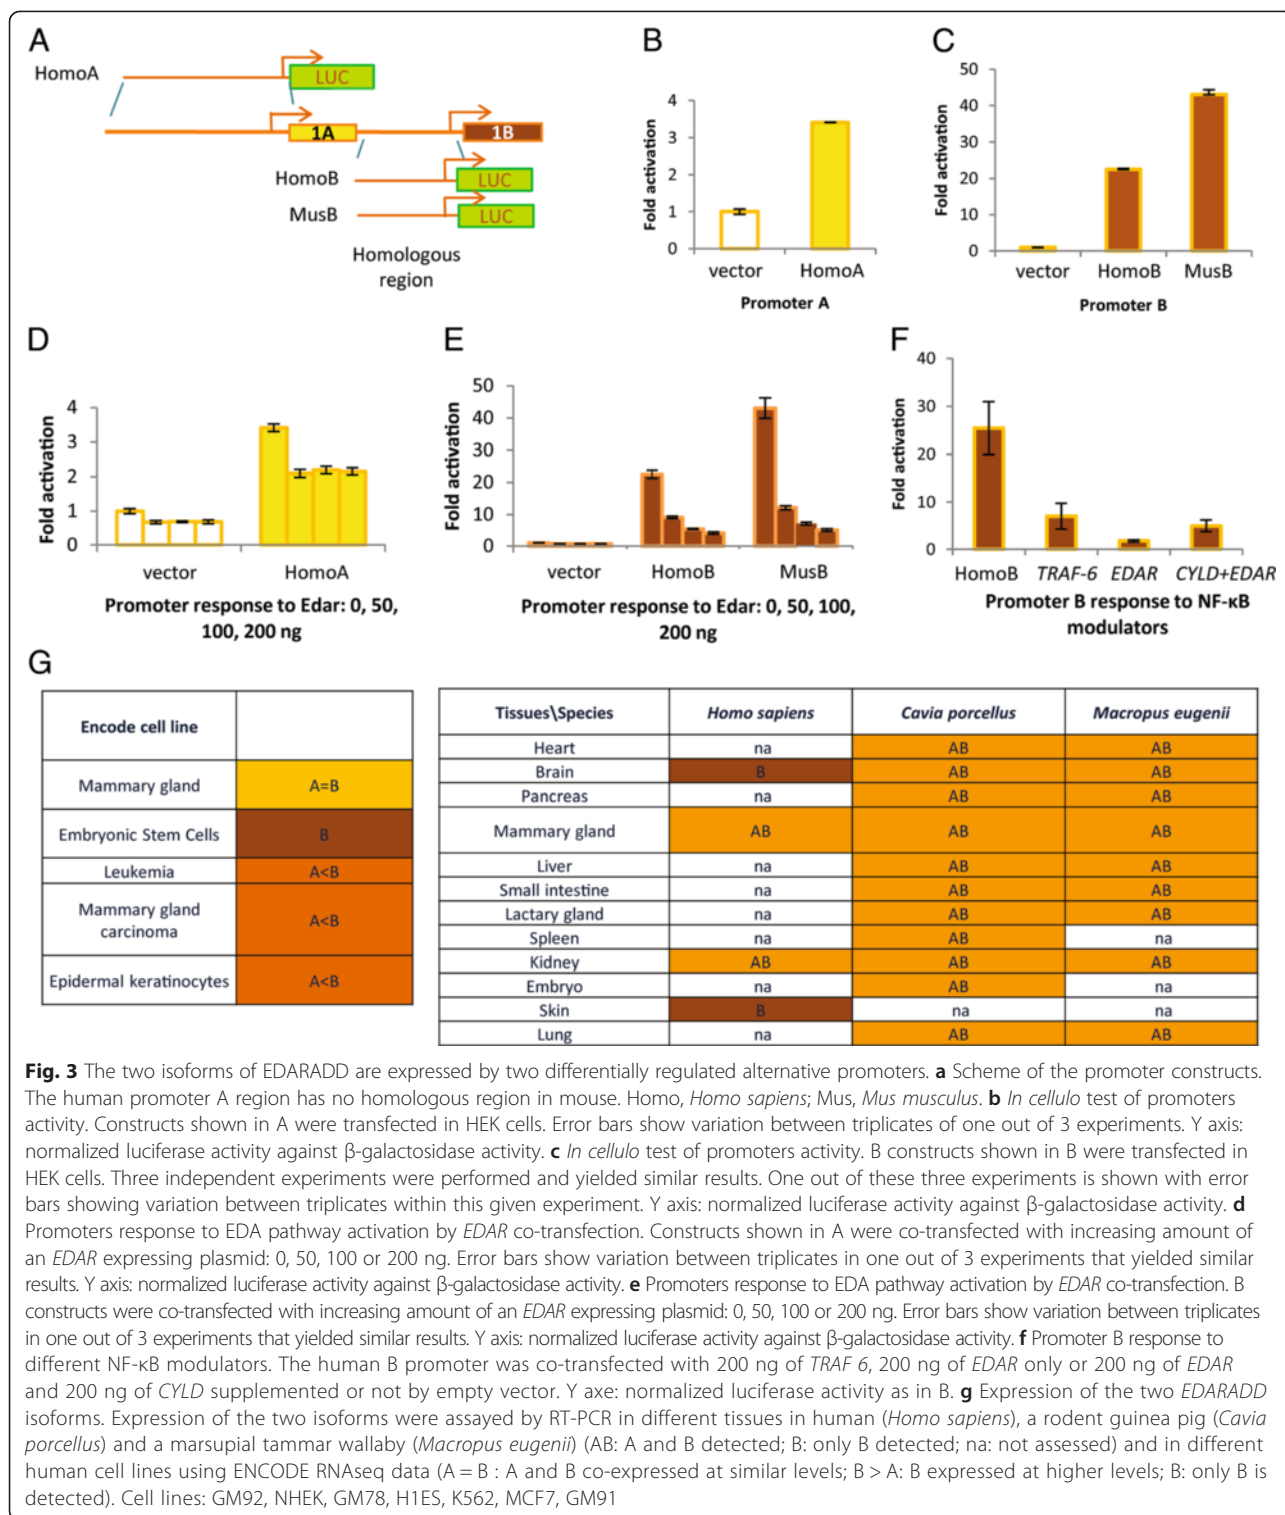 A
HomoA
LUC
1A
1B
HomoB
LUC
MusB
LUC
Homologous
region
B
Fold activation
4
3
2
1
0
vector
HomoA
Promoter A
C
Fold activation
50
40
30
20
10
0
vector
HomoB
MusB
Promoter B
D
Fold activation
4
3
2
1
0
vector
HomoA
Promoter response to Edar: 0, 50,
100, 200 ng
E
Fold activation
50
40
30
20
10
0
vector
HomoB
MusB
Promoter response to Edar: 0, 50, 100,
200 ng
F
Fold activation
40
30
20
10
0
HomoB TRAF-6 EDAR CYLD+EDAR
Promoter B response to NF-κB
modulators
G
Encode cell line
Mammary gland A=B
Embryonic Stem Cells B
Leukemia A<B
Mammary gland
carcinoma A<B
Epidermal keratinocytes A<B
Tissues\Species Homo sapiens Cavia porcellus Macropus eugenii
Heart na AB AB
Brain B AB AB
Pancreas na AB AB
Mammary gland AB AB AB
Liver na AB AB
Small intestine na AB AB
Lactary gland na AB AB
Spleen na AB na
Kidney AB AB AB
Embryo na AB na
Skin B na na
Lung na AB AB
Fig. 3 The two isoforms of EDARADD are expressed by two differentially regulated alternative promoters. a Scheme of the promoter constructs.
The human promoter A region has no homologous region in mouse. Homo, Homo sapiens; Mus, Mus musculus. b In cellulo test of promoters
activity. Constructs shown in A were transfected in HEK cells. Error bars show variation between triplicates of one out of 3 experiments. Y axis:
normalized luciferase activity against β-galactosidase activity. c In cellulo test of promoters activity. B constructs shown in B were transfected in
HEK cells. Three independent experiments were performed and yielded similar results. One out of these three experiments is shown with error
bars showing variation between triplicates within this given experiment. Y axis: normalized luciferase activity against β-galactosidase activity. d
Promoters response to EDA pathway activation by EDAR co-transfection. Constructs shown in A were co-transfected with increasing amount of
an EDAR expressing plasmid: 0, 50, 100 or 200 ng. Error bars show variation between triplicates in one out of 3 experiments that yielded similar
results. Y axis: normalized luciferase activity against β-galactosidase activity. e Promoters response to EDA pathway activation by EDAR co-transfection. B
constructs were co-transfected with increasing amount of an EDAR expressing plasmid: 0, 50, 100 or 200 ng. Error bars show variation between triplicates
in one out of 3 experiments that yielded similar results. Y axis: normalized luciferase activity against β-galactosidase activity. f Promoter B response to
different NF-κB modulators. The human B promoter was co-transfected with 200 ng of TRAF 6, 200 ng of EDAR only or 200 ng of EDAR
and 200 ng of CYLD supplemented or not by empty vector. Y axe: normalized luciferase activity as in B. g Expression of the two EDARADD
isoforms. Expression of the two isoforms were assayed by RT-PCR in different tissues in human (Homo sapiens), a rodent guinea pig (Cavia
porcellus) and a marsupial tammar wallaby (Macropus eugenii) (AB: A and B detected; B: only B detected; na: not assessed) and in different
human cell lines using ENCODE RNAseq data (A = B : A and B co-expressed at similar levels; B > A: B expressed at higher levels; B: only B is
detected). Cell lines: GM92, NHEK, GM78, H1ES, K562, MCF7, GM91